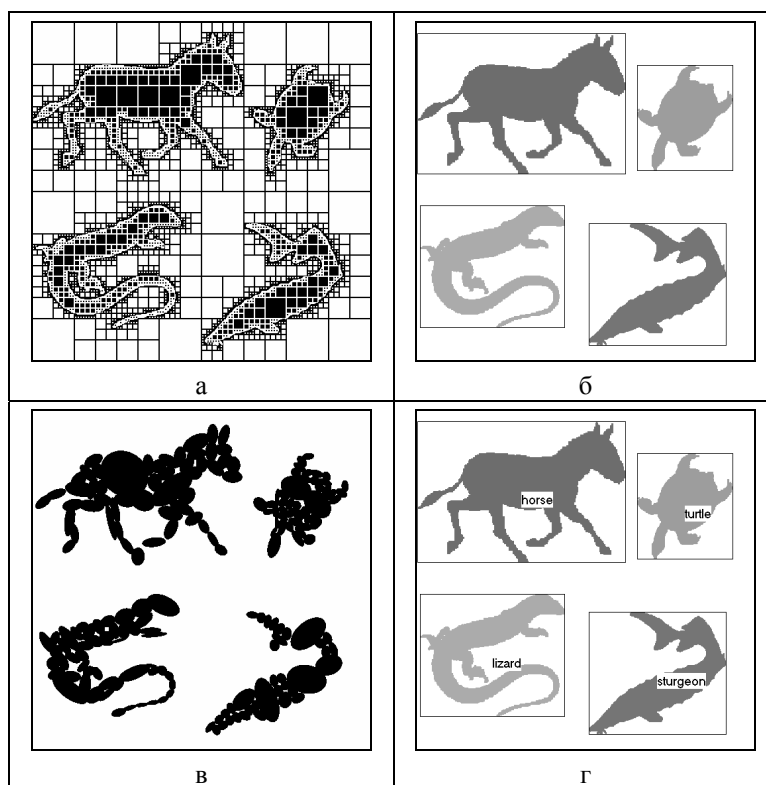 а
б
horse
turtle
lizard
sturgeon
в
г